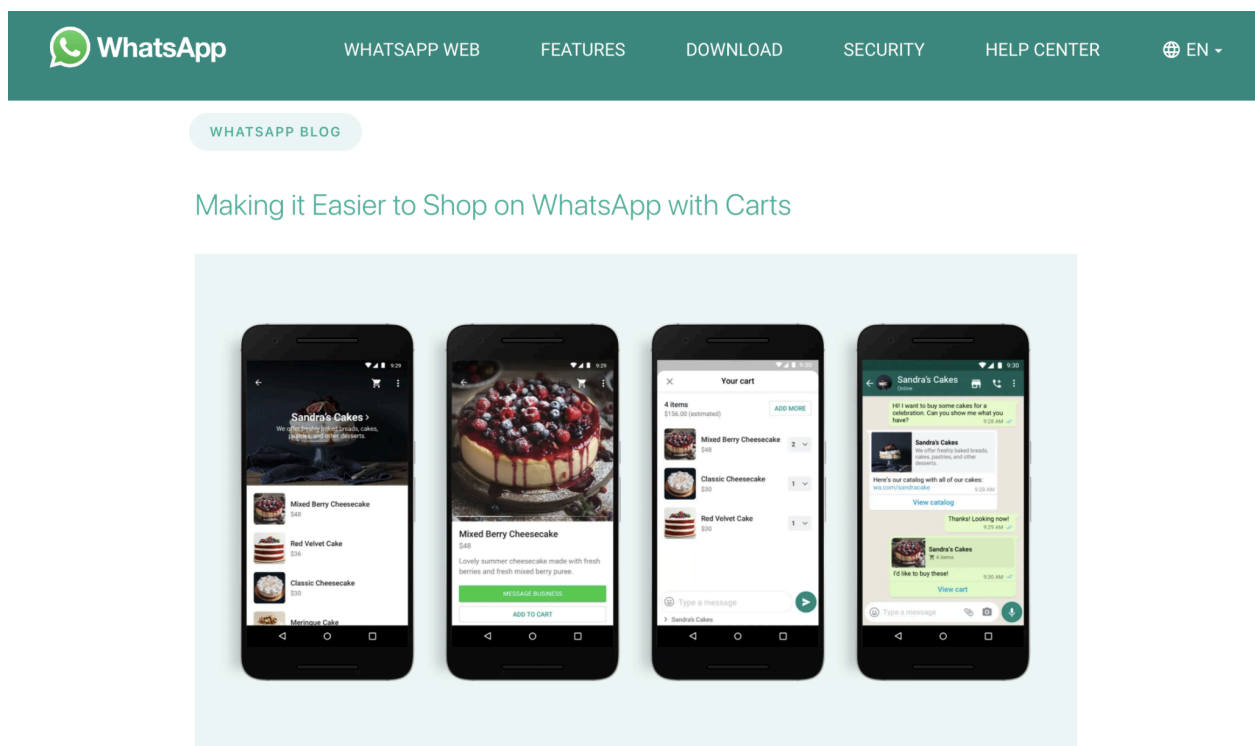 WhatsApp
WHATSAPP WEB
FEATURES
DOWNLOAD
SECURITY
HELP CENTER
EN
WHATSAPP BLOG
Making it Easier to Shop on WhatsApp with Carts
9:29
Sandra's Cakes >
We offer freshly baked breads, cakes,
pastries, and other desserts.
Mixed Berry Cheesecake
$48
Red Velvet Cake
$36
Classic Cheesecake
$30
Meringue Cake
9:29
Mixed Berry Cheesecake
$48
Lovely summer cheesecake made with fresh
berries and fresh mixed berry puree.
MESSAGE BUSINESS
ADD TO CART
9:30
Your cart
4 items
$156.00 (estimated)
ADD MORE
Mixed Berry Cheesecake
$48
2
Classic Cheesecake
$30
1
Red Velvet Cake
$30
1
Type a message
> Sandra's Cakes
9:30
Sandra's Cakes
Online
Hi! I want to buy some cakes for a
celebration. Can you show me what you
have?
9:28 AM
Sandra's Cakes
We offer freshly baked breads,
cakes, pastries, and other
desserts.
Here's our catalog with all of our cakes:
wa.com/sandracake
9:28 AM
View catalog
Thanks! Looking now!
9:29 AM
Sandra's Cakes
4 items
I'd like to buy these!
9:30 AM
View cart
Type a message